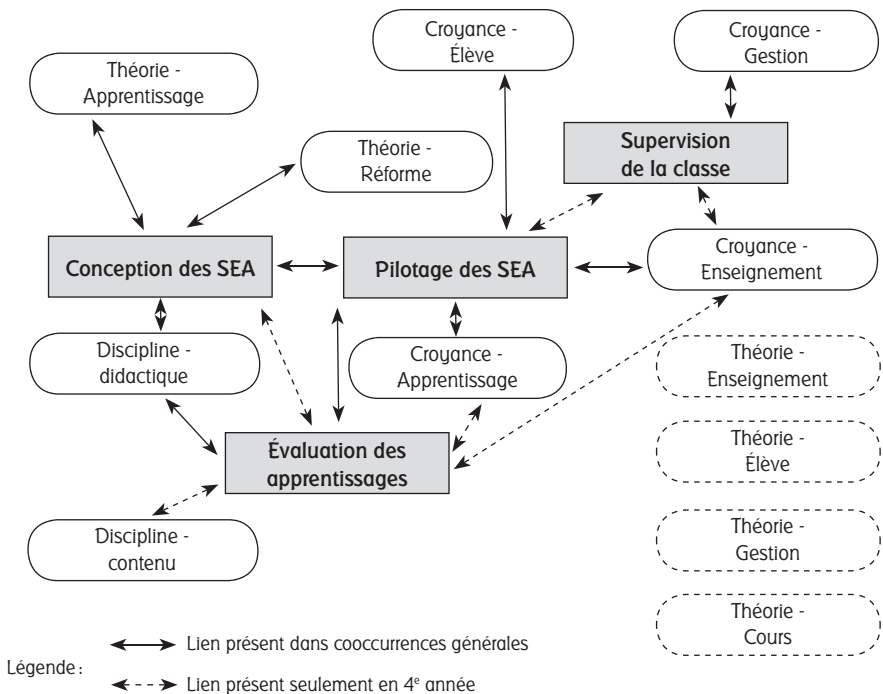 Croyance -
Élève
Croyance -
Gestion
Théorie -
Apprentissage
Théorie -
Réforme
Supervision
de la classe
Conception des SEA
Pilotage des SEA
Croyance -
Enseignement
Discipline -
didactique
Croyance -
Apprentissage
Théorie -
Enseignement
Évaluation des
apprentissages
Théorie -
Élève
Discipline -
contenu
Théorie -
Gestion
Théorie -
Cours
Légende :
Lien présent dans cooccurrences générales
Lien présent seulement en 4e année